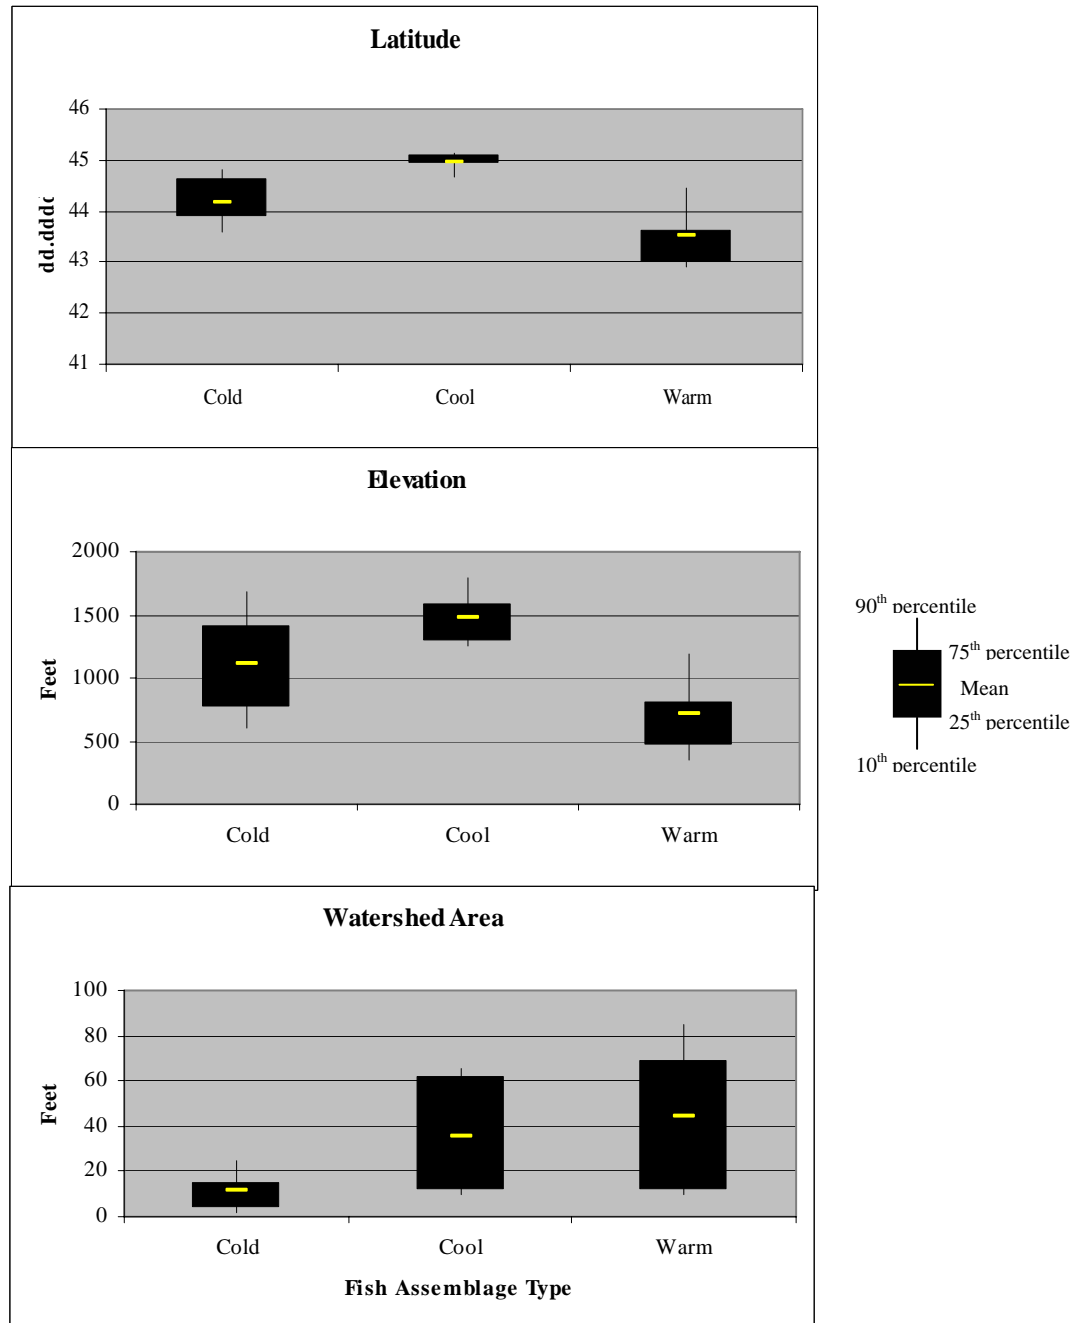 Latitude
46
45
44
43
42
41
dd.dddd
Cold Cool Warm
Elevation
2000
1500
1000
500
0
Feet
Cold Cool Warm
90th percentile
75th percentile
Mean
25th percentile
10th percentile
Watershed Area
100
80
60
40
20
0
Feet
Cold Cool Warm
Fish Assemblage Type